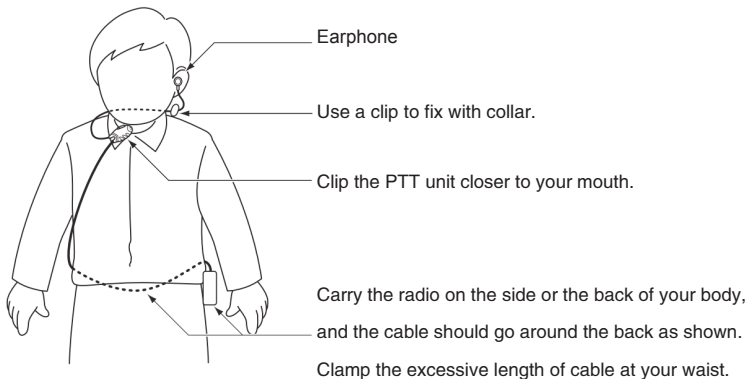 Earphone
Use a clip to fix with collar.
Clip the PTT unit closer to your mouth.
Carry the radio on the side or the back of your body,
and the cable should go around the back as shown.
Clamp the excessive length of cable at your waist.